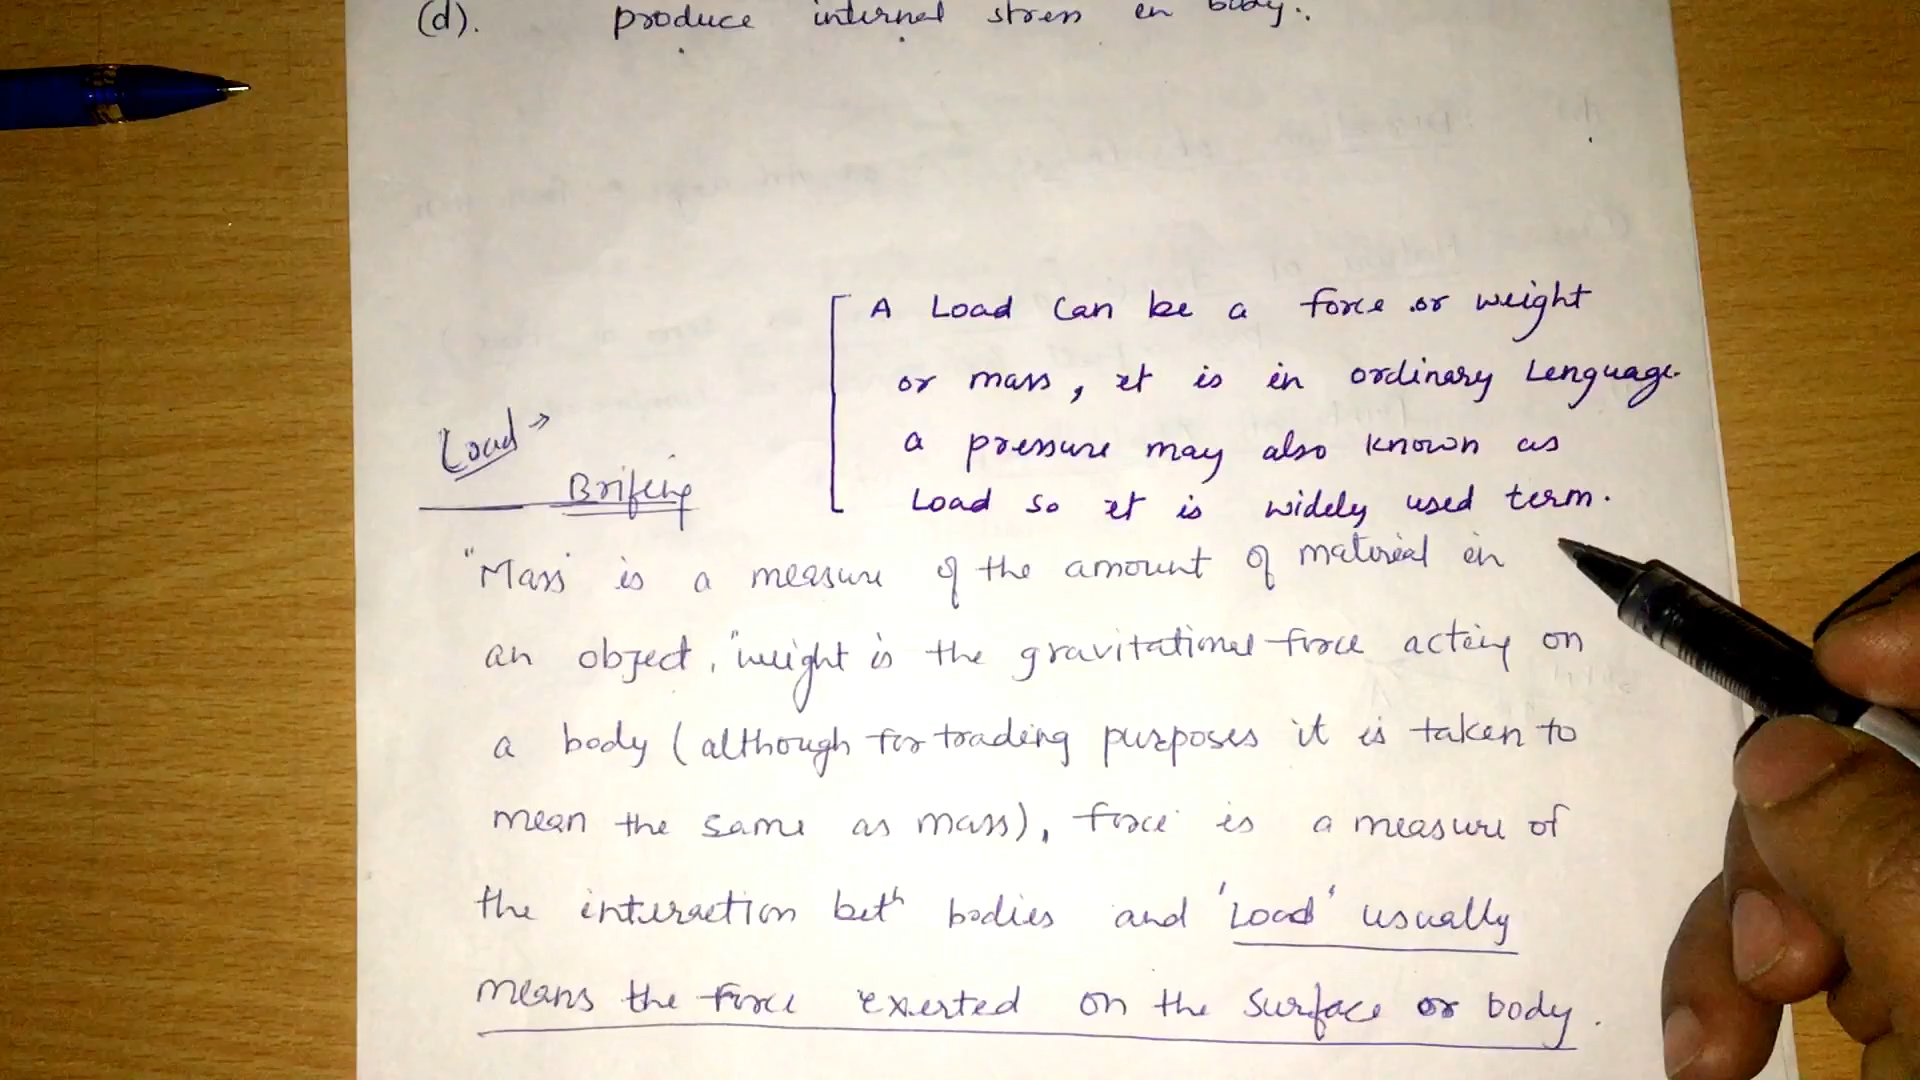 (d). produce internal stress in body.
A Load Can be a force or weight
or mass, it is in ordinary Lenguage.
a pressure may also known as
Load so it is widely used term.
Load →
Brifing
"Mass" is a measure of the amount of material in
an object, "weight is the gravitational force acting on
a body (although for trading purposes it is taken to
mean the same as mass), force is a measure of
the interaction betn bodies and 'Load' usually
means the force exerted on the surface or body.